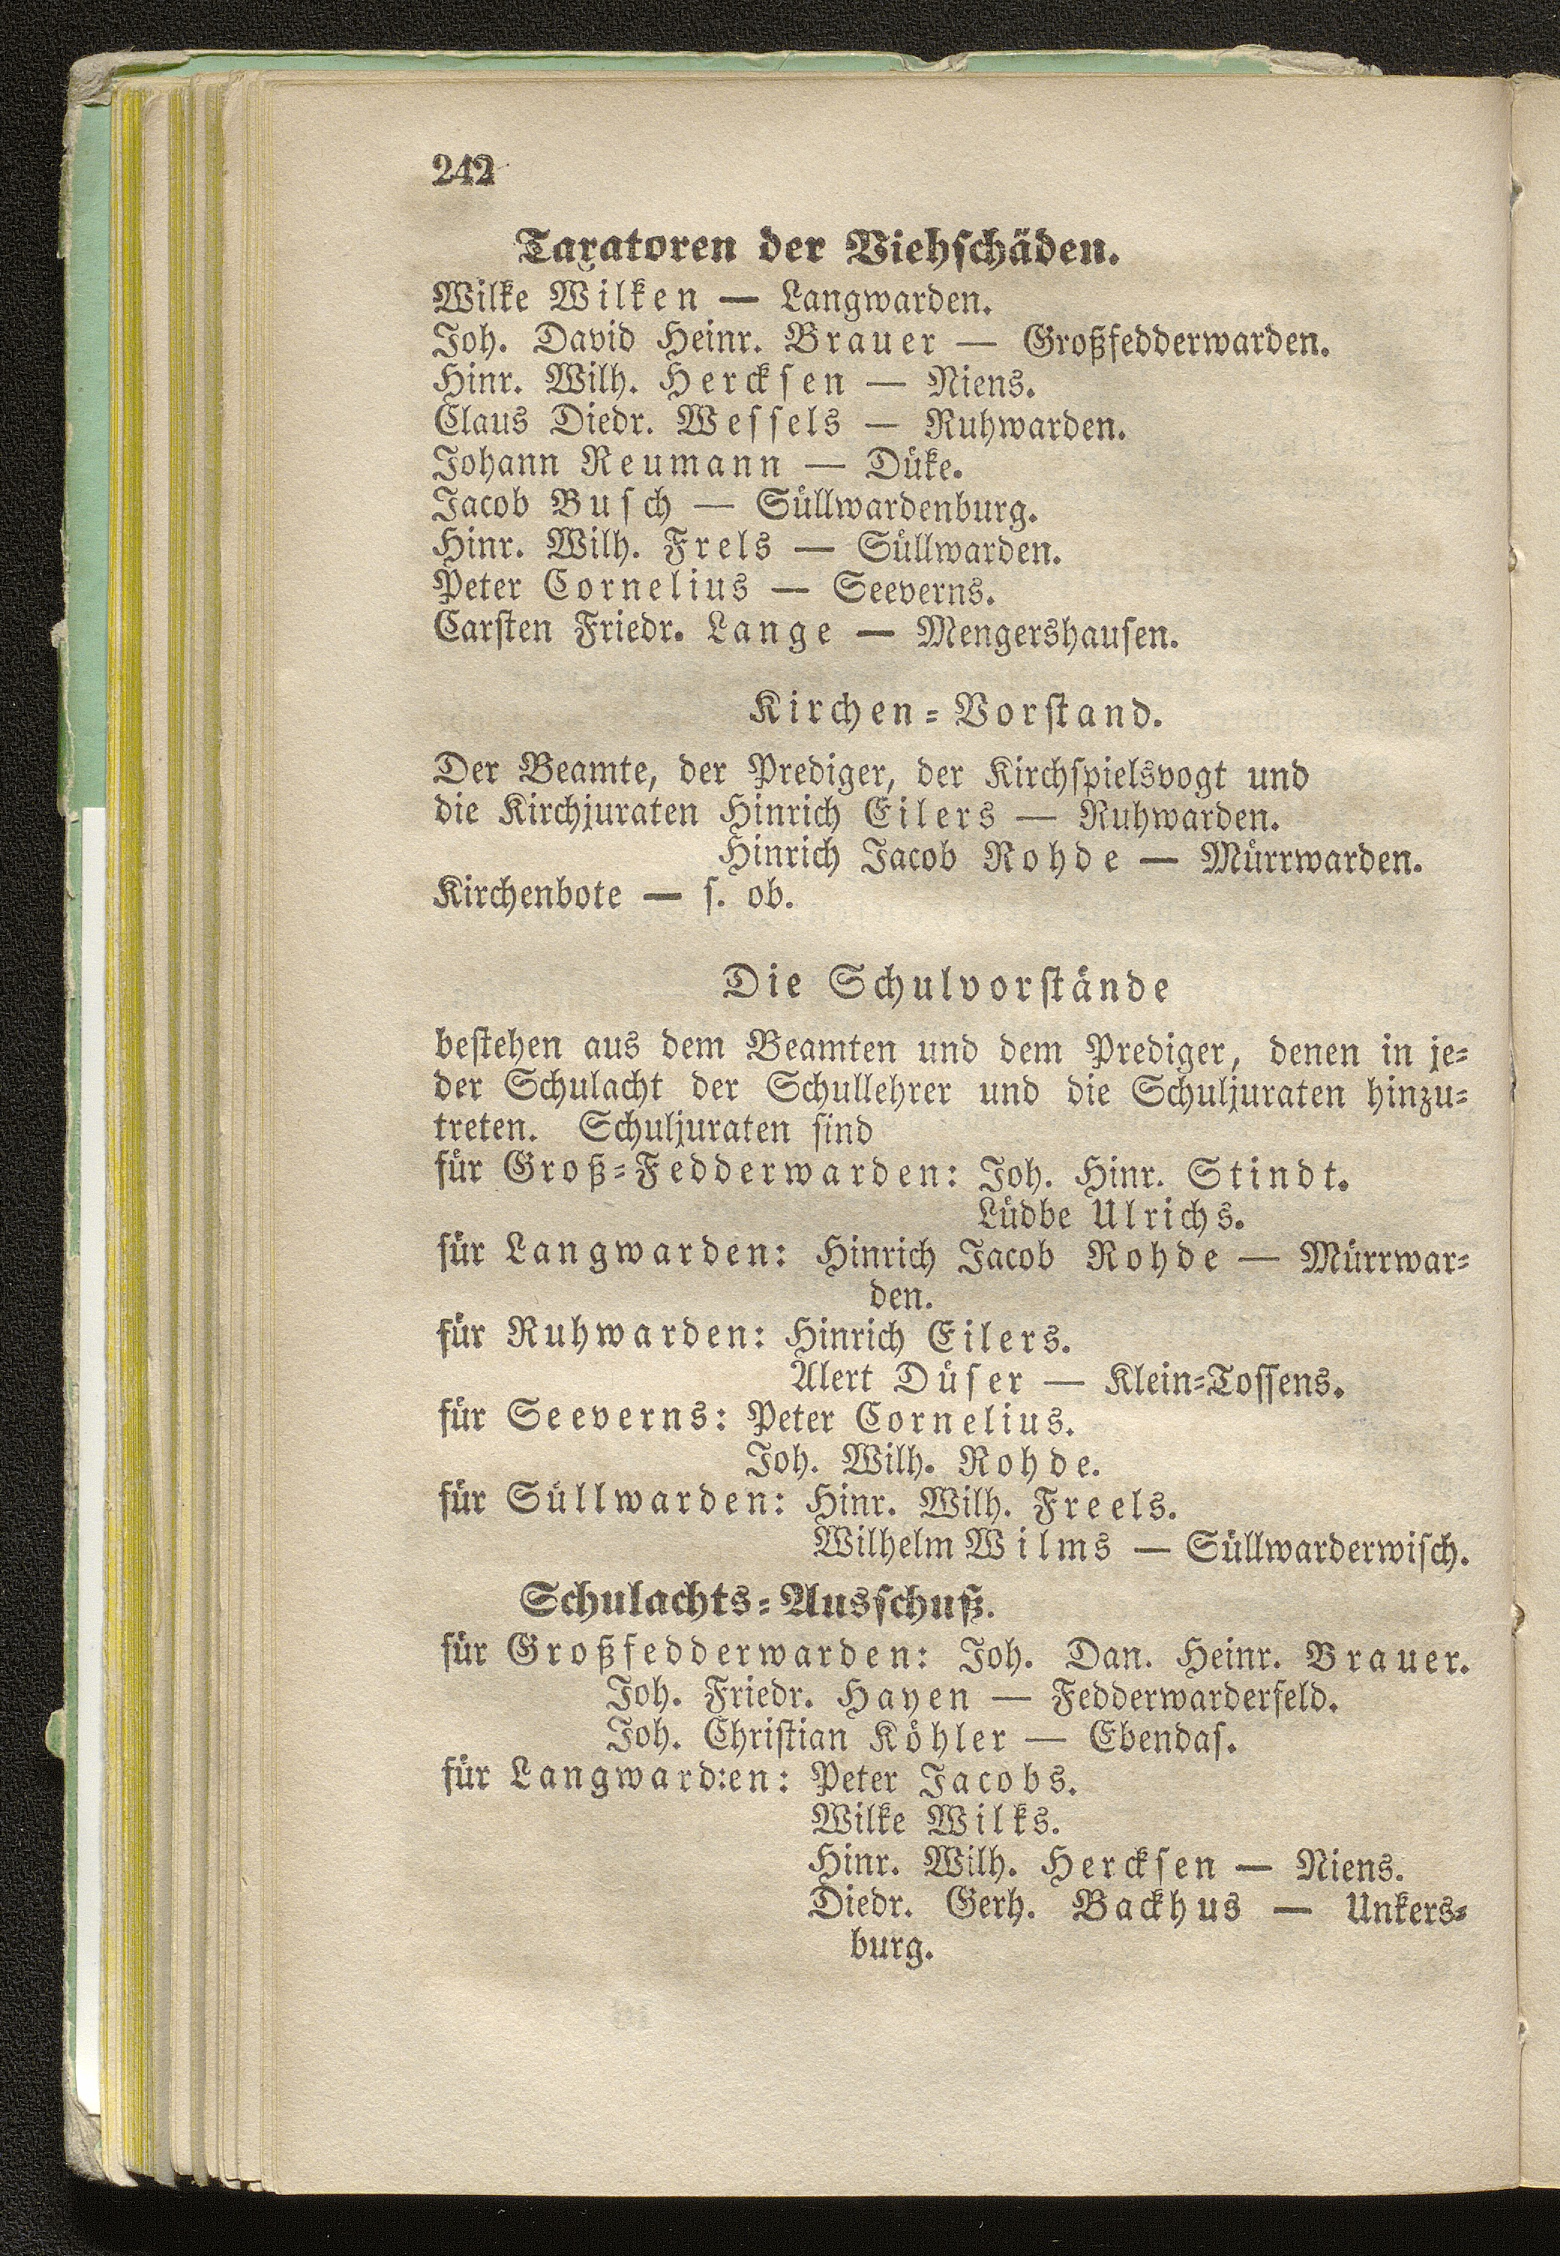 242
Taxatoren der Viehschäden.
Wilke Wilken — Langwarden.
Joh. David Heinr. Brauer — Großfedderwarden.
Hinr. Wilh. Hercksen — Niens.
Claus Diedr. Wessels — Ruhwarden.
Johann Reumann — Düke.
Jacob Busch — Süllwardenburg.
Hinr. Wilh. Frels — Süllwarden.
Peter Cornelius — Seeverns.
Carsten Friedr. Lange — Mengershausen.
Kirchen=Vorstand.
Der Beamte, der Prediger, der Kirchspielsvogt und
die Kirchjuraten Hinrich Eilers — Ruhwarden.
Hinrich Jacob Rohde — Mürrwarden.
Kirchenbote — s. ob.
Die Schulvorstände
bestehen aus dem Beamten und dem Prediger, denen in je=
der Schulacht der Schullehrer und die Schuljuraten hinzu=
treten. Schuljuraten sind
für Groß=Fedderwarden: Joh. Hinr. Stindt.
Lüdbe Ulrichs.
für Langwarden: Hinrich Jacob Rohde — Mürrwar=
den.
für Ruhwarden: Hinrich Eilers.
Alert Düser — Klein=Tossens.
für Seeverns: Peter Cornelius.
Joh. Wilh. Rohde.
für Süllwarden: Hinr. Wilh. Freels.
Wilhelm Wilms — Süllwarderwisch.
Schulachts=Ausschuß.
für Großfedderwarden: Joh. Dan. Heinr. Brauer.
Joh. Friedr. Hayen — Fedderwarderfeld.
Joh. Christian Köhler — Ebendas.
für Langward:en: Peter Jacobs.
Wilke Wilks.
Hinr. Wilh. Hercksen — Niens.
Diedr. Gerh. Backhus — Unkers=
burg.